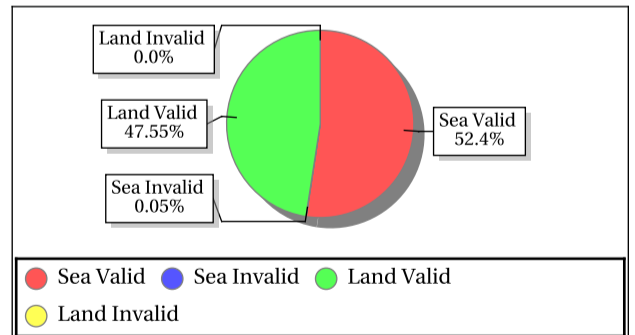 Land Invalid
0.0%
Land Valid
47.55%
Sea Valid
52.4%
Sea Invalid
0.05%
Sea Valid Sea Invalid Land Valid
Land Invalid